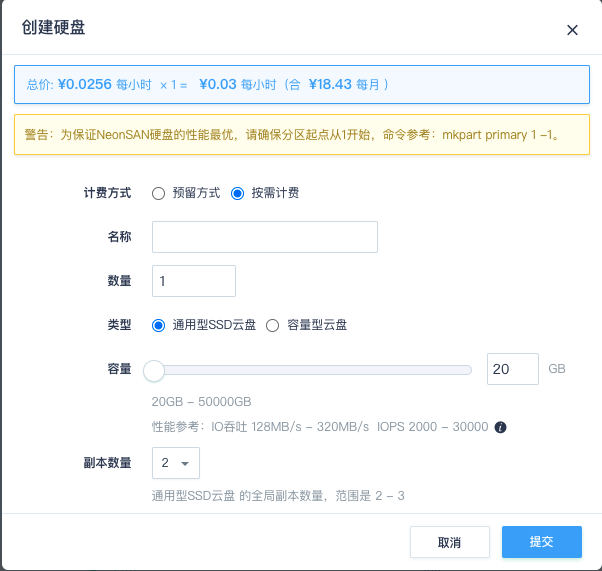 创建硬盘
总价: ¥0.0256 每小时 x 1 = ¥0.03 每小时（合 ¥18.43 每月 ）
警告：为保证NeonSAN硬盘的性能最优，请确保分区起点从1开始，命令参考：mkpart primary 1 -1。
计费方式 预留方式 按需计费
名称
数量 1
类型 通用型SSD云盘 容量型云盘
容量 20 GB
20GB - 50000GB
性能参考：IO吞吐 128MB/s - 320MB/s IOPS 2000 - 30000
副本数量 2
通用型SSD云盘 的全局副本数量，范围是 2 - 3
取消 提交